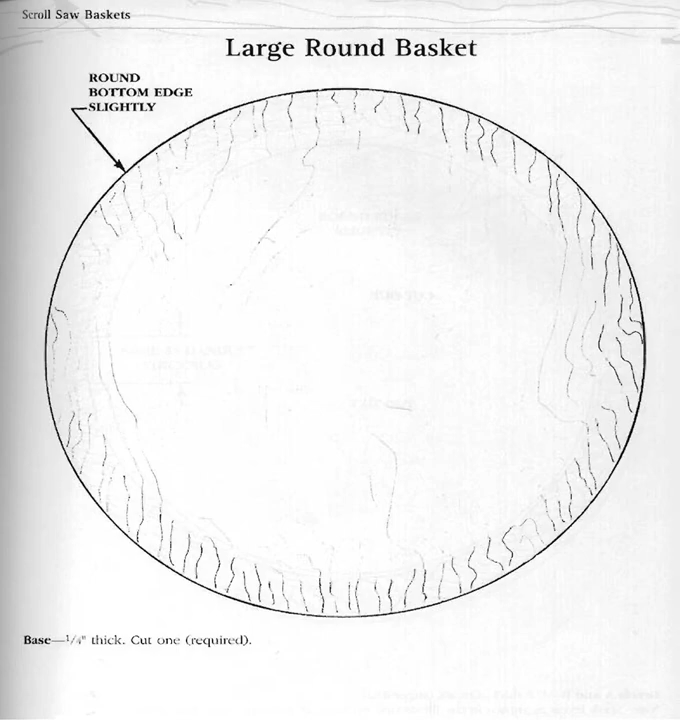 Scroll Saw Baskets
Large Round Basket
ROUND
BOTTOM EDGE
SLIGHTLY
Base—1/4" thick. Cut one (required).